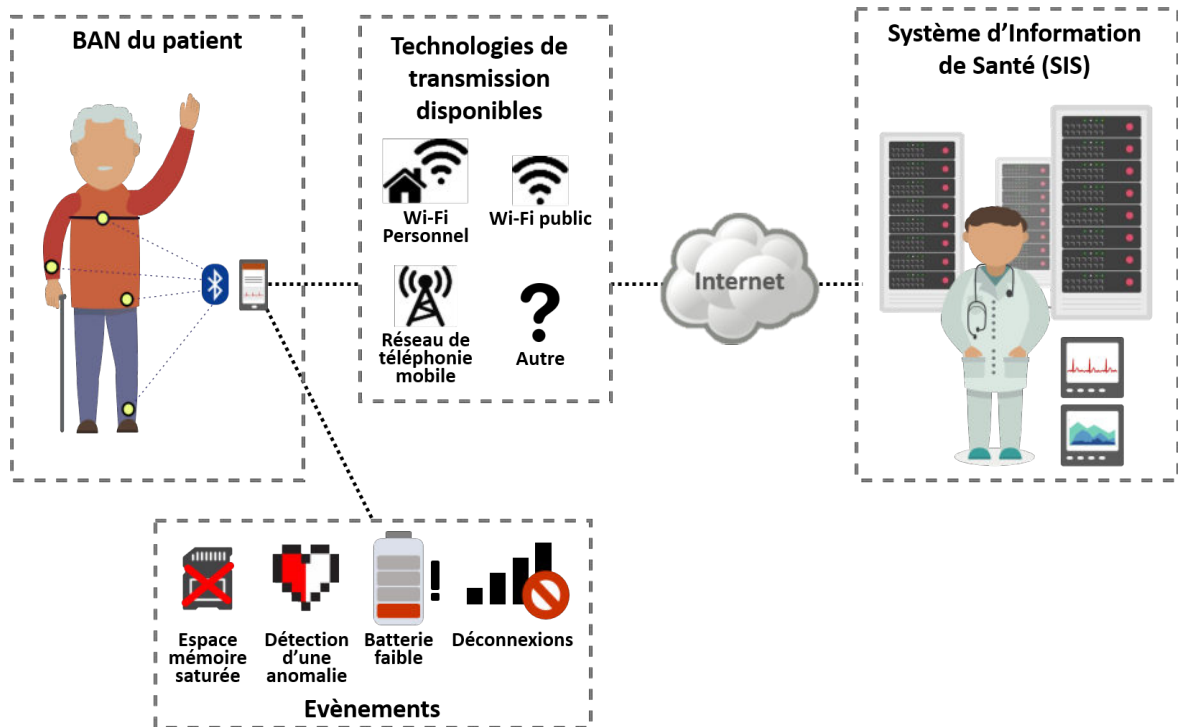 BAN du patient
Technologies de
transmission
disponibles
Wi-Fi
Personnel
Wi-Fi public
Réseau de
téléphonie
mobile
?
Autre
Internet
Système d’Information
de Santé (SIS)
!
Espace
mémoire
saturée
Détection
d’une
anomalie
Batterie
faible
Déconnexions
Evènements